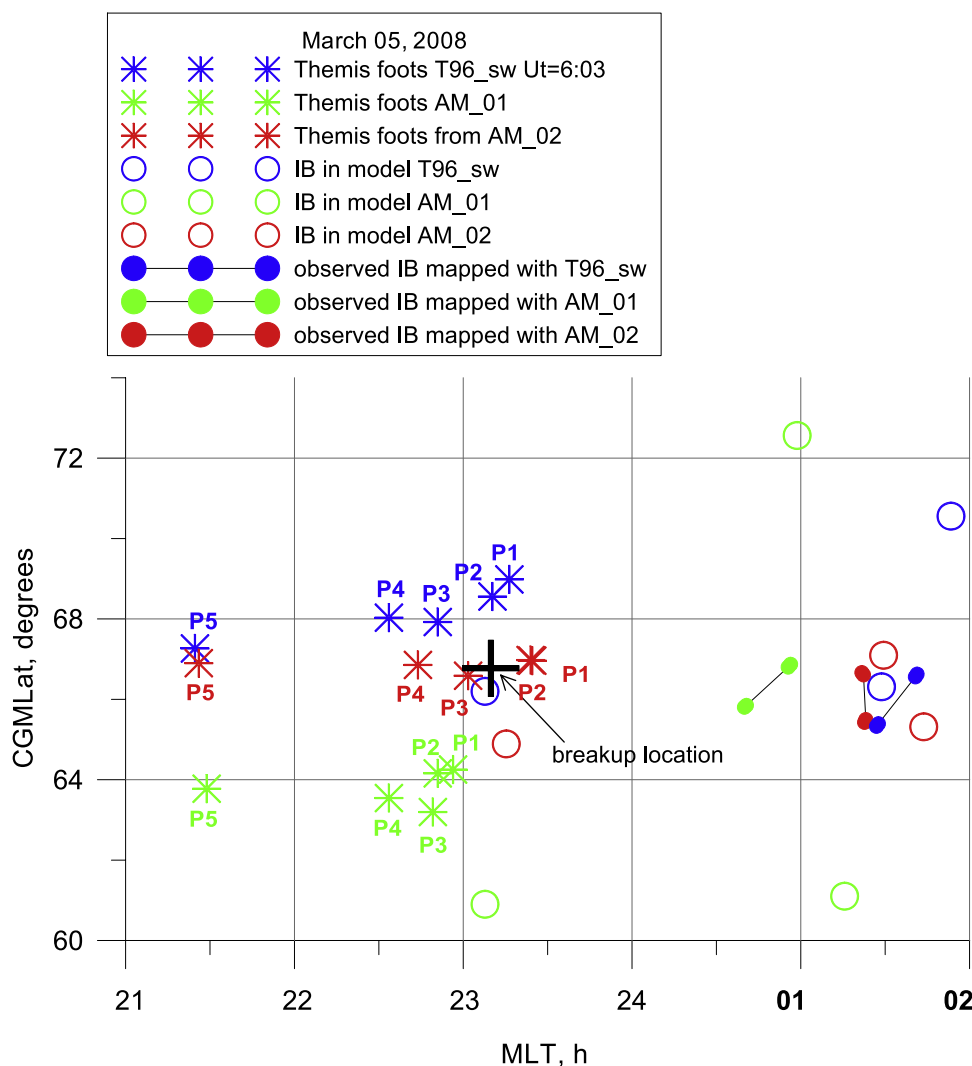 March 05, 2008
Themis foots T96_sw Ut=6:03
Themis foots AM_01
Themis foots from AM_02
IB in model T96_sw
IB in model AM_01
IB in model AM_02
observed IB mapped with T96_sw
observed IB mapped with AM_01
observed IB mapped with AM_02
72
68
64
60
CGMLat, degrees
P1
P2
P4
P3
P5
P5
P4
P3
P2
P1
breakup location
P2
P1
P5
P4
P3
21
22
23
24
01
02
MLT, h